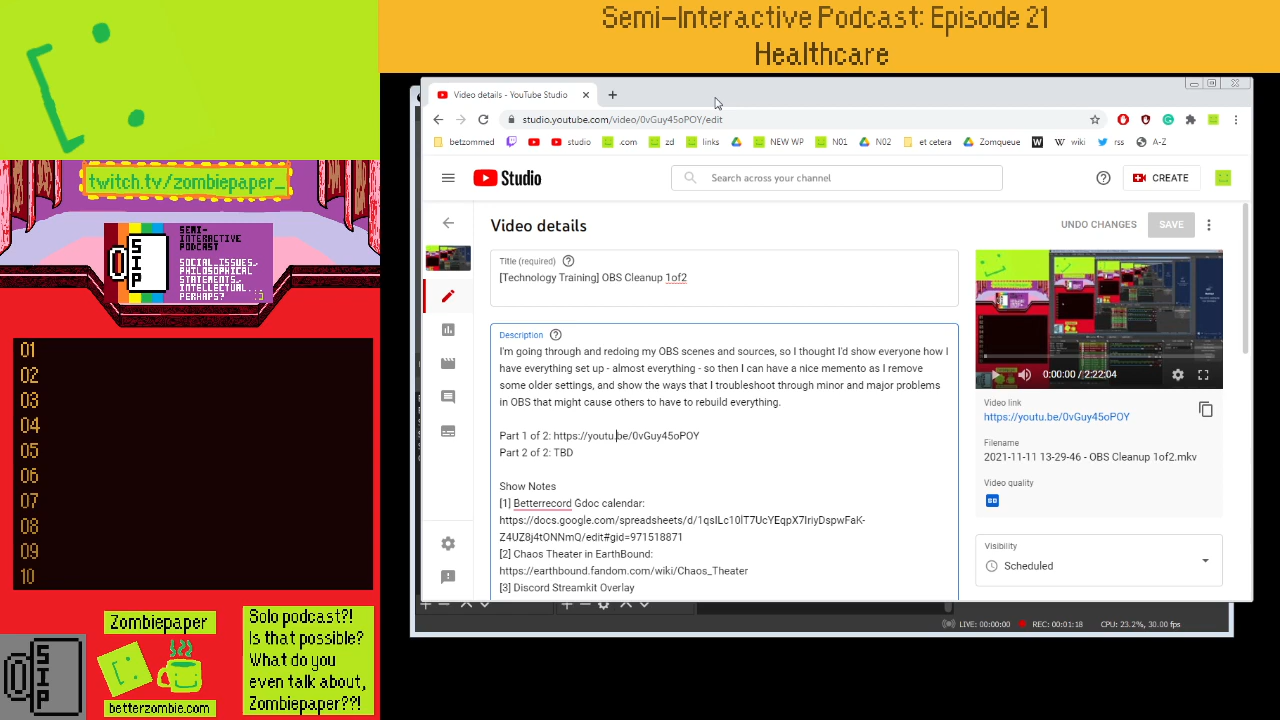 Semi-Interactive Podcast: Episode 21
Healthcare
twitch.tv/zombiepaper_
SIP
SEMI-
INTERACTIVE
PODCAST
SOCIAL ISSUES,
PHILOSOPHICAL
STATEMENTS,
INTELLECTUAL
PERHAPS?
01
02
03
04
05
06
07
08
09
10
SIP
Zombiepaper
betterzombie.com
Solo podcast?!
Is that possible?
What do you
even talk about,
Zombiepaper??!
Video details - YouTube Studio
studio.youtube.com/video/0vGuy45oPOY/edit
betzommed studio .com zd links NEW WP N01 N02 et cetera Zomqueue W wiki rss A-Z
Studio
Search across your channel
CREATE
Video details
UNDO CHANGES
SAVE
Title (required)
[Technology Training] OBS Cleanup 1of2
Description
I'm going through and redoing my OBS scenes and sources, so I thought I'd show everyone how I
have everything set up - almost everything - so then I can have a nice memento as I remove
some older settings, and show the ways that I troubleshoot through minor and major problems
in OBS that might cause others to have to rebuild everything.
Part 1 of 2: https://youtu.be/0vGuy45oPOY
Part 2 of 2: TBD
Show Notes
[1] Betterrecord Gdoc calendar:
https://docs.google.com/spreadsheets/d/1qsILc10lT7UcYEqpX7IriyDspwFaK-
Z4UZ8j4tONNmQ/edit#gid=971518871
[2] Chaos Theater in EarthBound:
https://earthbound.fandom.com/wiki/Chaos_Theater
[3] Discord Streamkit Overlay
0:00:00 / 2:22:04
Video link
https://youtu.be/0vGuy45oPOY
Filename
2021-11-11 13-29-46 - OBS Cleanup 1of2.mkv
Video quality
SD
Visibility
Scheduled
LIVE: 00:00:00
REC: 00:01:18
CPU: 23.2%, 30.00 fps